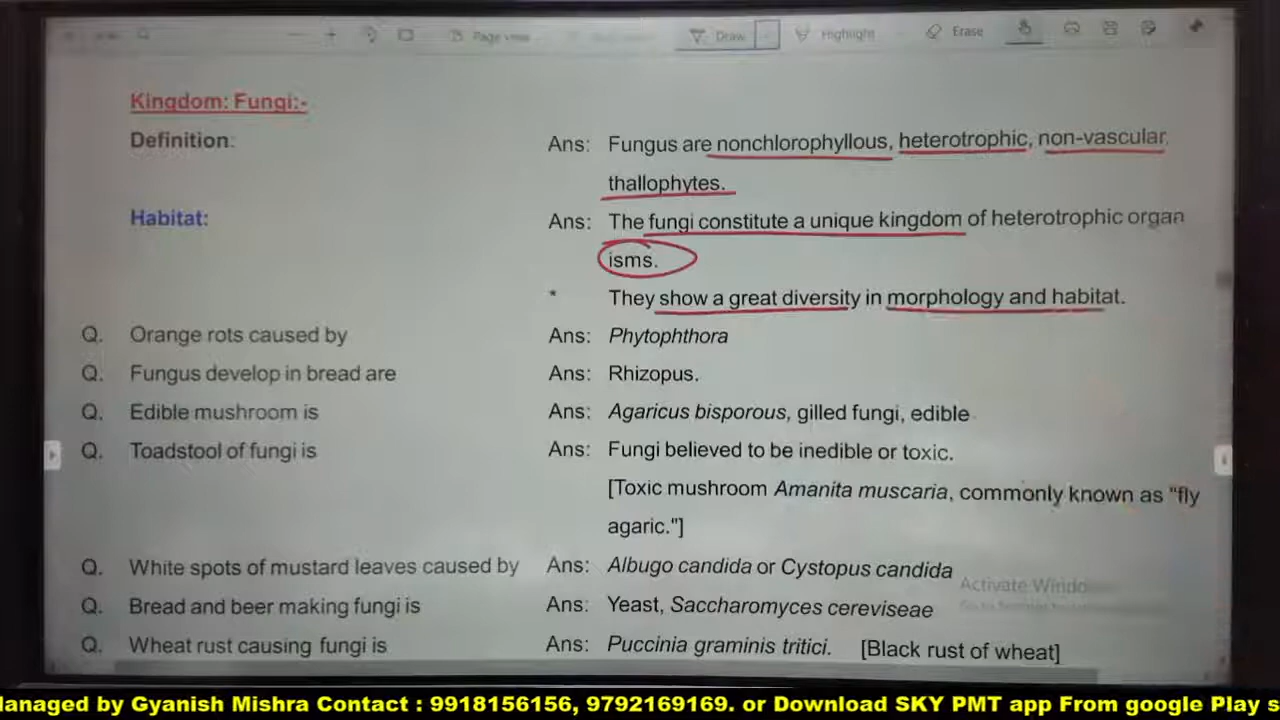 Page view
Draw
Highlight
Erase
Kingdom: Fungi:-
Definition: Ans: Fungus are nonchlorophyllous, heterotrophic, non-vascular
thallophytes.
Habitat: Ans: The fungi constitute a unique kingdom of heterotrophic organ
isms.
* They show a great diversity in morphology and habitat.
Q. Orange rots caused by Ans: Phytophthora
Q. Fungus develop in bread are Ans: Rhizopus.
Q. Edible mushroom is Ans: Agaricus bisporous, gilled fungi, edible
Q. Toadstool of fungi is Ans: Fungi believed to be inedible or toxic.
[Toxic mushroom Amanita muscaria, commonly known as "fly
agaric."]
Q. White spots of mustard leaves caused by Ans: Albugo candida or Cystopus candida
Activate Windo
Q. Bread and beer making fungi is Ans: Yeast, Saccharomyces cereviseae
Q. Wheat rust causing fungi is Ans: Puccinia graminis tritici. [Black rust of wheat]
anaged by Gyanish Mishra Contact : 9918156156, 9792169169. or Download SKY PMT app From google Play s